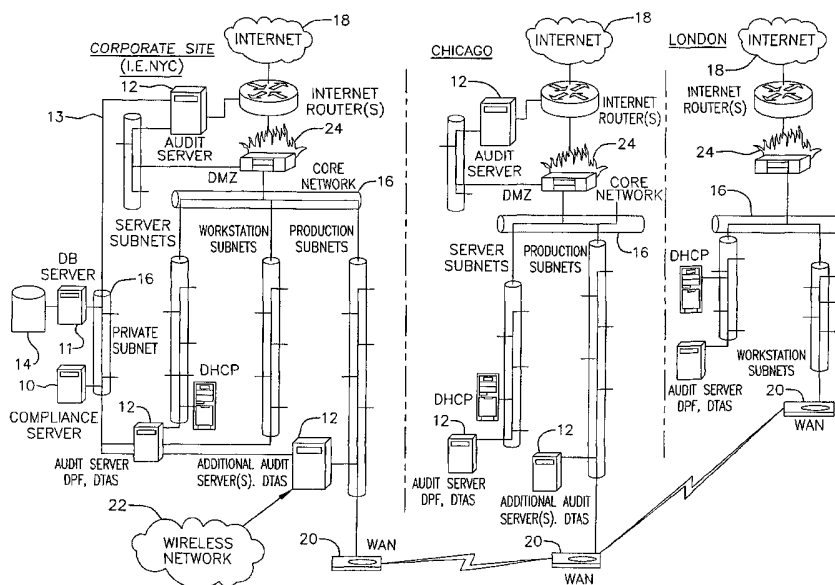 CORPORATE SITE
(I.E.NYC)
INTERNET
18
12
13
AUDIT
SERVER
INTERNET
ROUTER(S)
24
DMZ
CORE
NETWORK
16
SERVER
SUBNETS
WORKSTATION
SUBNETS
PRODUCTION
SUBNETS
DB
SERVER
16
14
11
PRIVATE
SUBNET
10
COMPLIANCE
SERVER
DHCP
12
12
AUDIT SERVER
DPF, DTAS
ADDITIONAL AUDIT
SERVER(S). DTAS
22
WIRELESS
NETWORK
20
WAN
CHICAGO
INTERNET
18
12
INTERNET
ROUTER(S)
AUDIT
SERVER
24
DMZ
CORE
NETWORK
16
SERVER
SUBNETS
PRODUCTION
SUBNETS
DHCP
12
12
AUDIT SERVER
DPF, DTAS
ADDITIONAL AUDIT
SERVER(S). DTAS
20
WAN
LONDON
INTERNET
18
INTERNET
ROUTER(S)
24
16
DHCP
WORKSTATION
SUBNETS
AUDIT SERVER
DPF, DTAS
20
WAN